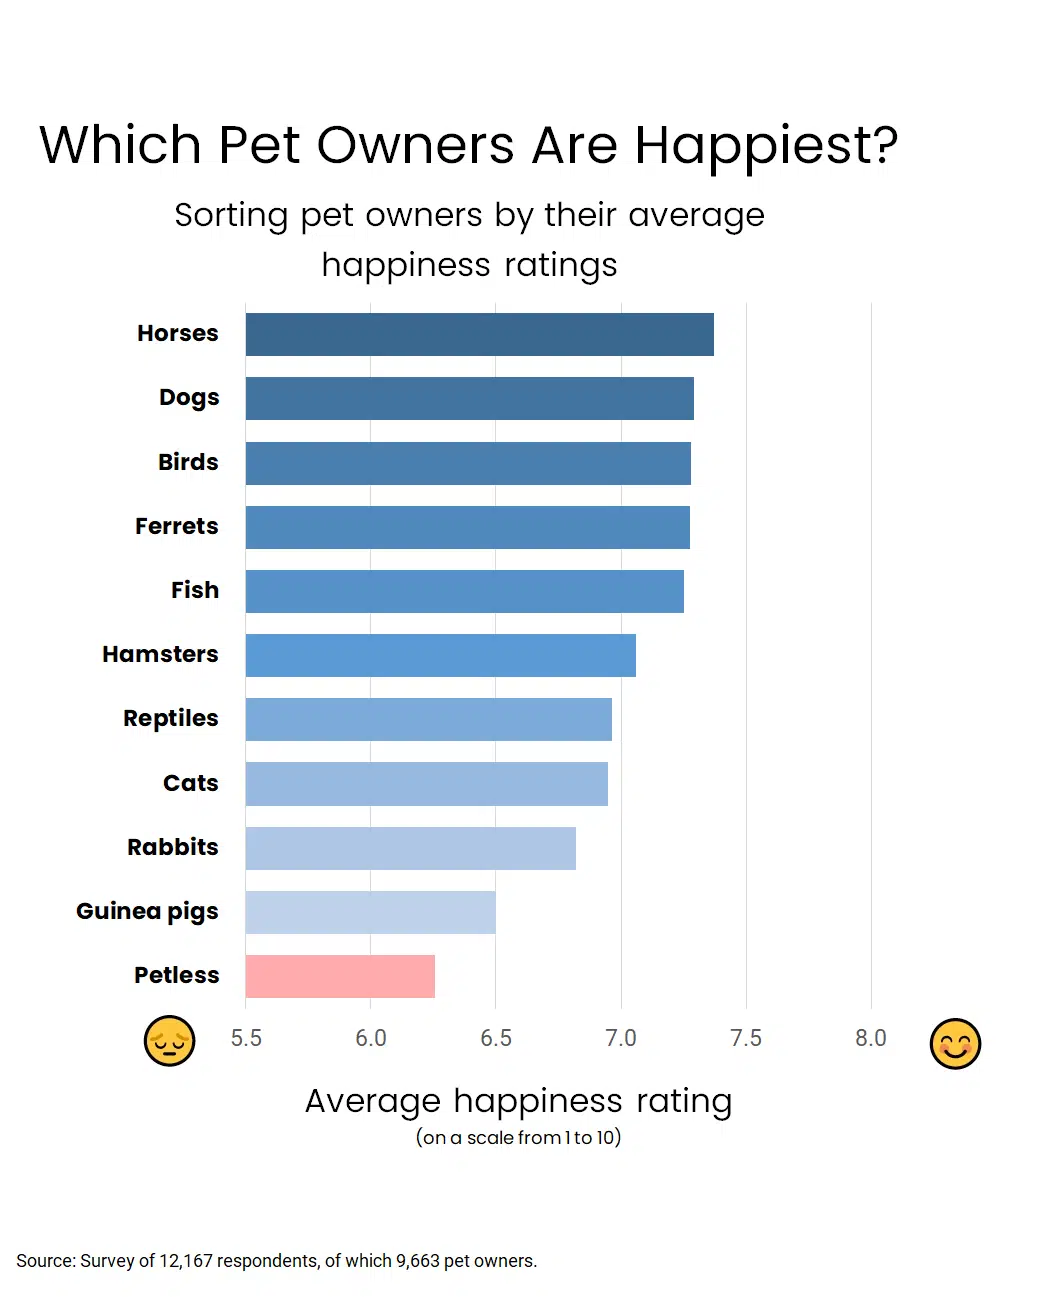 Which Pet Owners Are Happiest?
Sorting pet owners by their average
happiness ratings
Horses
Dogs
Birds
Ferrets
Fish
Hamsters
Reptiles
Cats
Rabbits
Guinea pigs
Petless
5.5 6.0 6.5 7.0 7.5 8.0
Average happiness rating
(on a scale from 1 to 10)
Source: Survey of 12,167 respondents, of which 9,663 pet owners.